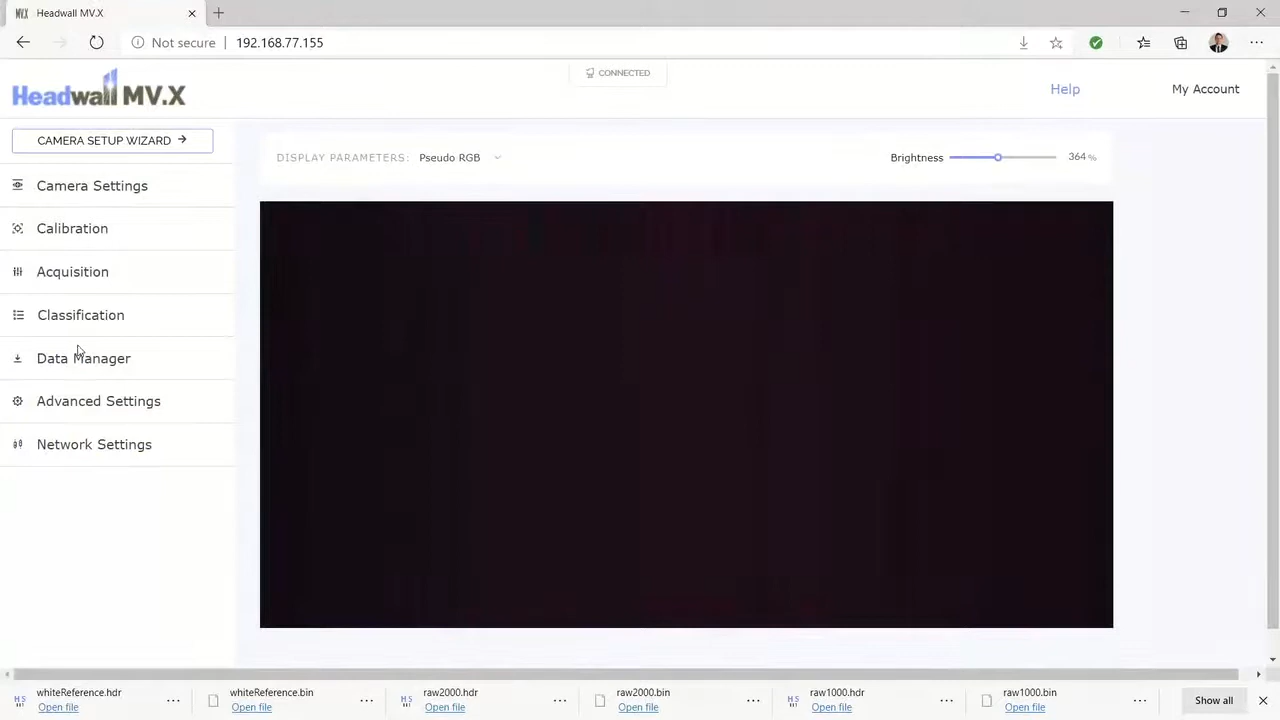 MV.X Headwall MV.X
Not secure 192.168.77.155
Headwall MV.X
CONNECTED
Help
My Account
CAMERA SETUP WIZARD
Camera Settings
Calibration
Acquisition
Classification
Data Manager
Advanced Settings
Network Settings
DISPLAY PARAMETERS: Pseudo RGB
Brightness 364 %
whiteReference.hdr
Open file
whiteReference.bin
Open file
raw2000.hdr
Open file
raw2000.bin
Open file
raw1000.hdr
Open file
raw1000.bin
Open file
Show all